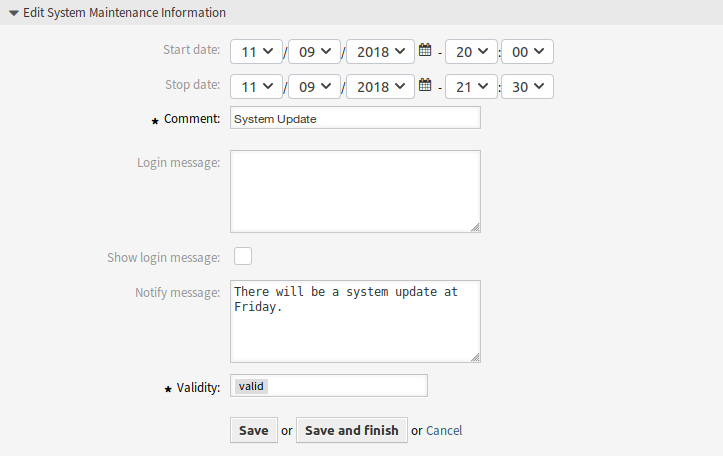 Edit System Maintenance Information
Start date: 11 / 09 / 2018 - 20 : 00
Stop date: 11 / 09 / 2018 - 21 : 30
* Comment: System Update
Login message:
Show login message:
Notify message: There will be a system update at
Friday.
* Validity: valid
Save or Save and finish or Cancel